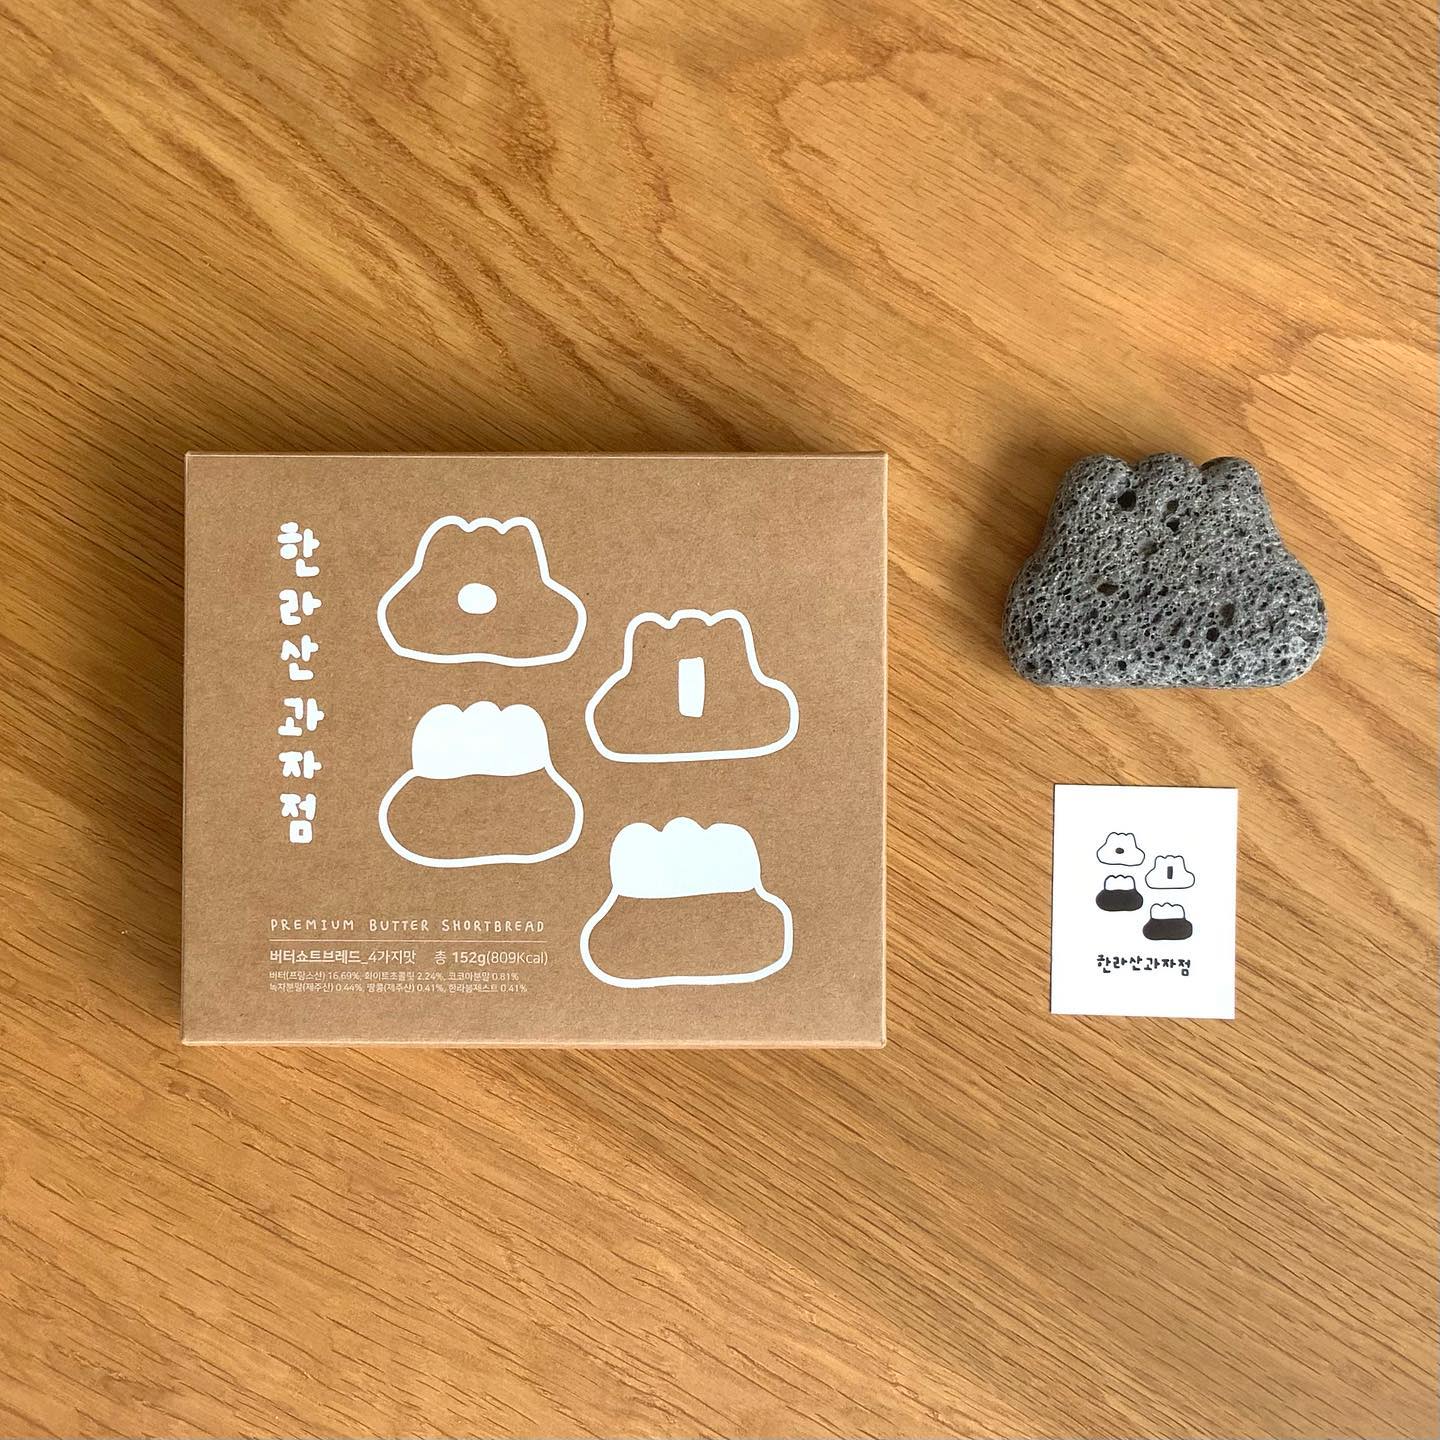 한라산과자점
PREMIUM BUTTER SHORTBREAD
버터쇼트브레드_4가지맛 총 152g(809Kcal)
버터(프랑스산) 16.69%, 화이트초콜릿 2.24%, 코코아분말 0.81%
녹차분말(제주산) 0.44%, 땅콩(제주산) 0.41%, 한라봉제스트 0.41%
한라산과자점